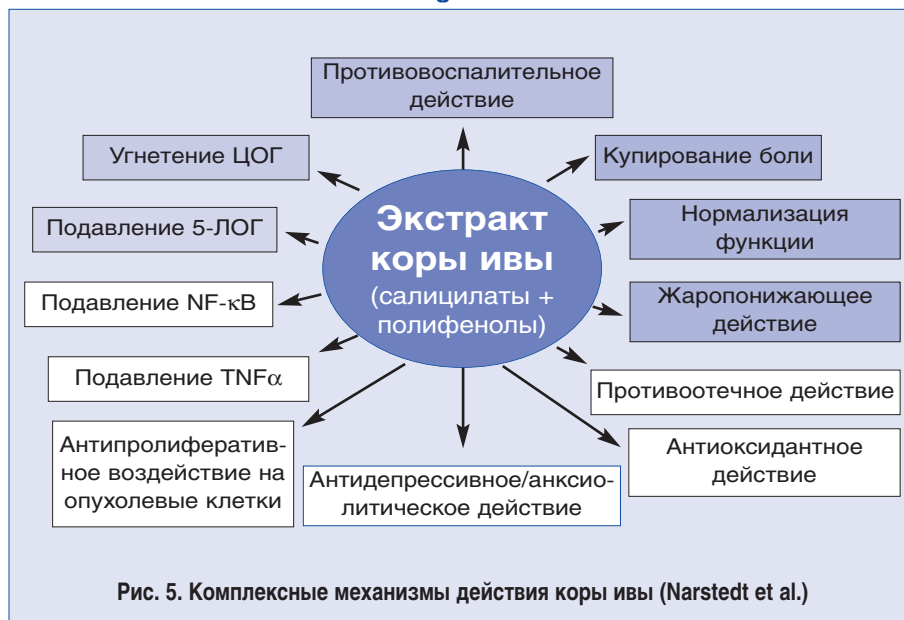 Противовоспалительное
действие
Угнетение ЦОГ
Купирование боли
Подавление 5-ЛОГ
Экстракт
коры ивы
(салицилаты +
полифенолы)
Нормализация
функции
Подавление NF-κB
Жаропонижающее
действие
Подавление TNFα
Противоотечное действие
Антипролифератив-
ное воздействие на
опухолевые клетки
Антидепрессивное/анксио-
литическое действие
Антиоксидантное
действие
Рис. 5. Комплексные механизмы действия коры ивы (Narstedt et al.)